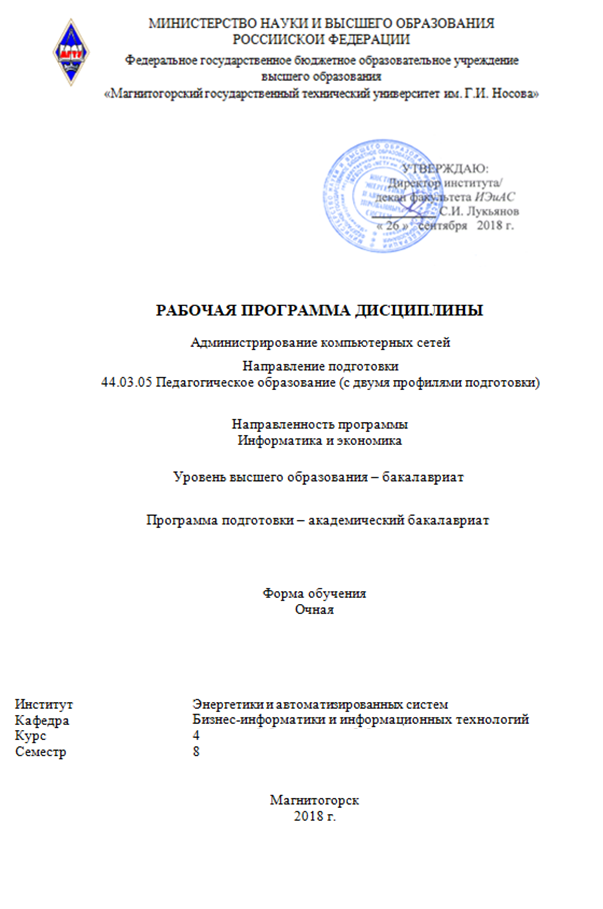 МИНИСТЕРСТВО НАУКИ И ВЫСШЕГО ОБРАЗОВАНИЯ
РОССИЙСКОЙ ФЕДЕРАЦИИ
Федеральное государственное бюджетное образовательное учреждение
высшего образования
«Магнитогорский государственный технический университет им. Г.И. Носова»
МГТУ
УТВЕРЖДАЮ:
Директор института/
декан факультета ИЭиАС
С.И. Лукьянов
« 26 » сентября 2018 г.
РАБОЧАЯ ПРОГРАММА ДИСЦИПЛИНЫ
Администрирование компьютерных сетей
Направление подготовки
44.03.05 Педагогическое образование (с двумя профилями подготовки)
Направленность программы
Информатика и экономика
Уровень высшего образования – бакалавриат
Программа подготовки – академический бакалавриат
Форма обучения
Очная
Институт Энергетики и автоматизированных систем
Кафедра Бизнес-информатики и информационных технологий
Курс 4
Семестр 8
Магнитогорск
2018 г.